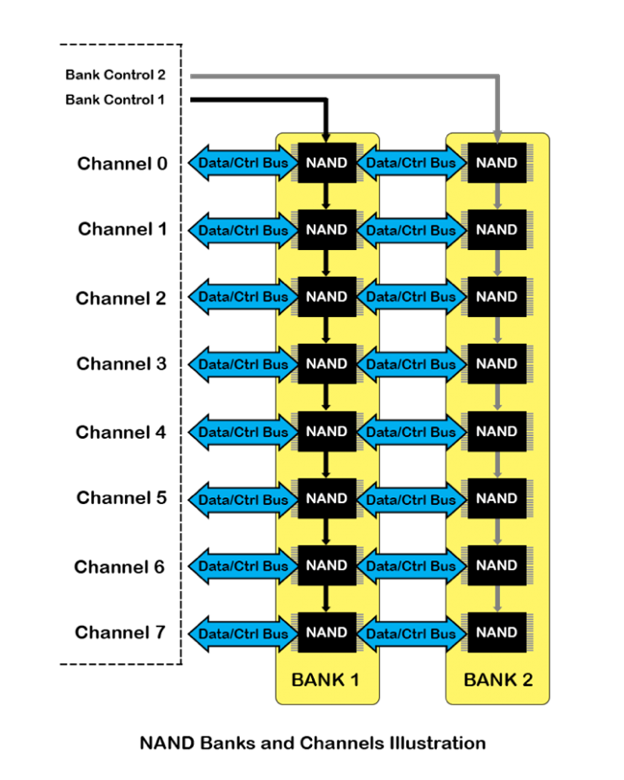 Bank Control 2
Bank Control 1
Channel 0 Data/Ctrl Bus NAND Data/Ctrl Bus NAND
Channel 1 Data/Ctrl Bus NAND Data/Ctrl Bus NAND
Channel 2 Data/Ctrl Bus NAND Data/Ctrl Bus NAND
Channel 3 Data/Ctrl Bus NAND Data/Ctrl Bus NAND
Channel 4 Data/Ctrl Bus NAND Data/Ctrl Bus NAND
Channel 5 Data/Ctrl Bus NAND Data/Ctrl Bus NAND
Channel 6 Data/Ctrl Bus NAND Data/Ctrl Bus NAND
Channel 7 Data/Ctrl Bus NAND Data/Ctrl Bus NAND
BANK 1 BANK 2
NAND Banks and Channels Illustration